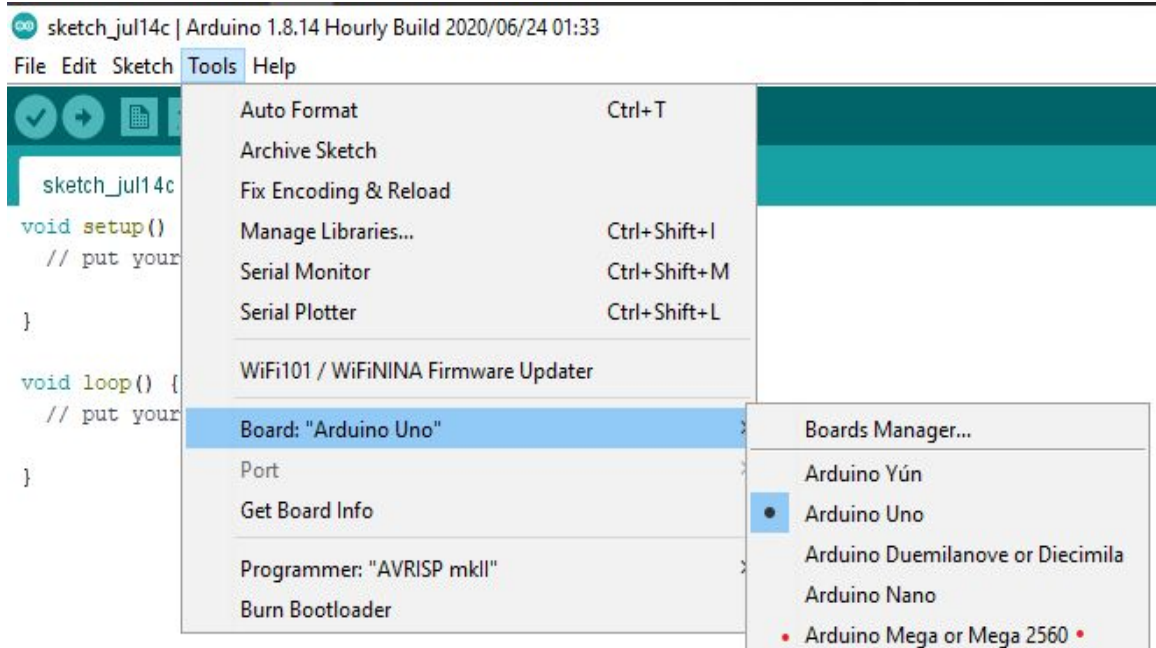 sketch_jul14c | Arduino 1.8.14 Hourly Build 2020/06/24 01:33
File Edit Sketch Tools Help
sketch_jul14c
void setup()
// put your
}
void loop() {
// put your
}
Auto Format Ctrl+T
Archive Sketch
Fix Encoding & Reload
Manage Libraries... Ctrl+Shift+I
Serial Monitor Ctrl+Shift+M
Serial Plotter Ctrl+Shift+L
WiFi101 / WiFiNINA Firmware Updater
Board: "Arduino Uno"
Port
Get Board Info
Programmer: "AVRISP mkII"
Burn Bootloader
Boards Manager...
Arduino Yún
Arduino Uno
Arduino Duemilanove or Diecimila
Arduino Nano
Arduino Mega or Mega 2560